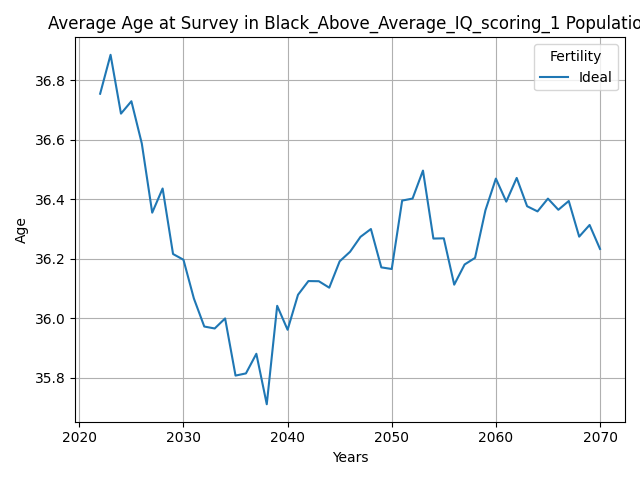 Average Age at Survey in Black_Above_Average_IQ_scoring_1 Populatio
Fertility
Ideal
36.8
36.6
36.4
36.2
36.0
35.8
Age
2020 2030 2040 2050 2060 2070
Years